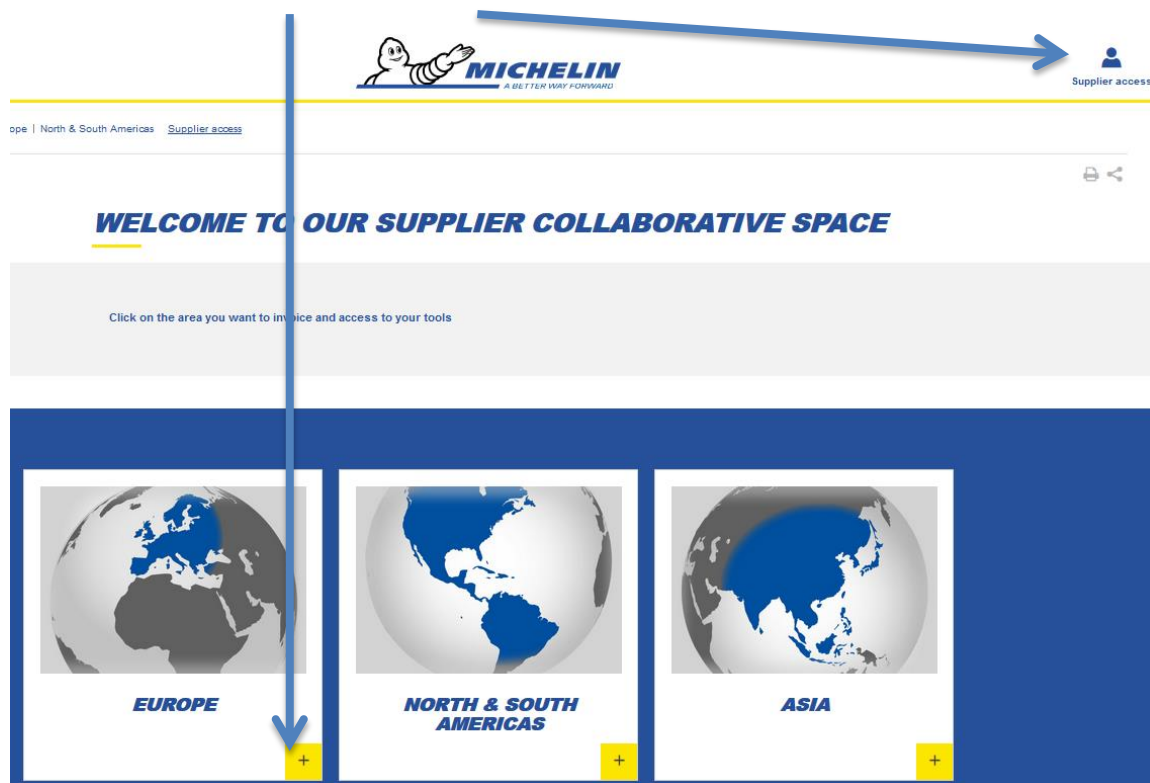 MICHELIN
A BETTER WAY FORWARD
Supplier access
ope | North & South Americas Supplier access
WELCOME TO OUR SUPPLIER COLLABORATIVE SPACE
Click on the area you want to invoice and access to your tools
EUROPE
NORTH & SOUTH
AMERICAS
ASIA
+
+
+